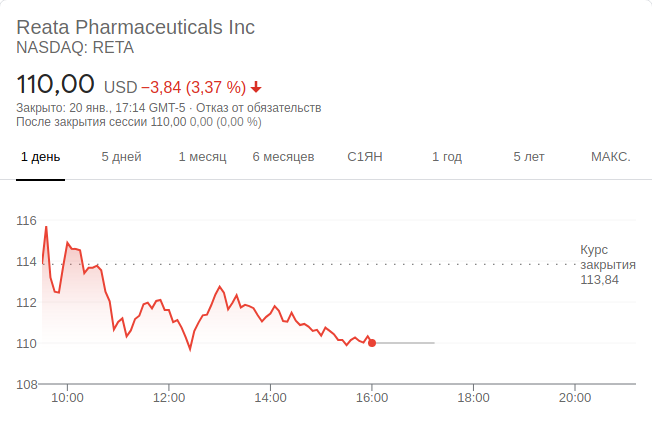 Reata Pharmaceuticals Inc
NASDAQ: RETA
110,00 USD −3,84 (3,37 %)
Закрыто: 20 янв., 17:14 GMT-5 · Отказ от обязательств
После закрытия сессии 110,00 0,00 (0,00 %)
1 день 5 дней 1 месяц 6 месяцев С1ЯН 1 год 5 лет МАКС.
116
114
112
110
108
Курс
закрытия
113,84
10:00 12:00 14:00 16:00 18:00 20:00